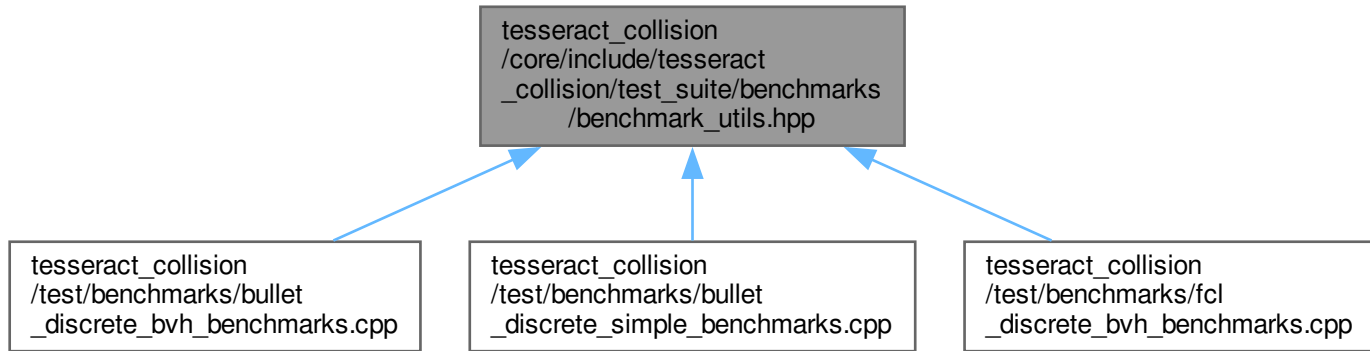 tesseract_collision
/core/include/tesseract
_collision/test_suite/benchmarks
/benchmark_utils.hpp
tesseract_collision
/test/benchmarks/bullet
_discrete_bvh_benchmarks.cpp
tesseract_collision
/test/benchmarks/bullet
_discrete_simple_benchmarks.cpp
tesseract_collision
/test/benchmarks/fcl
_discrete_bvh_benchmarks.cpp